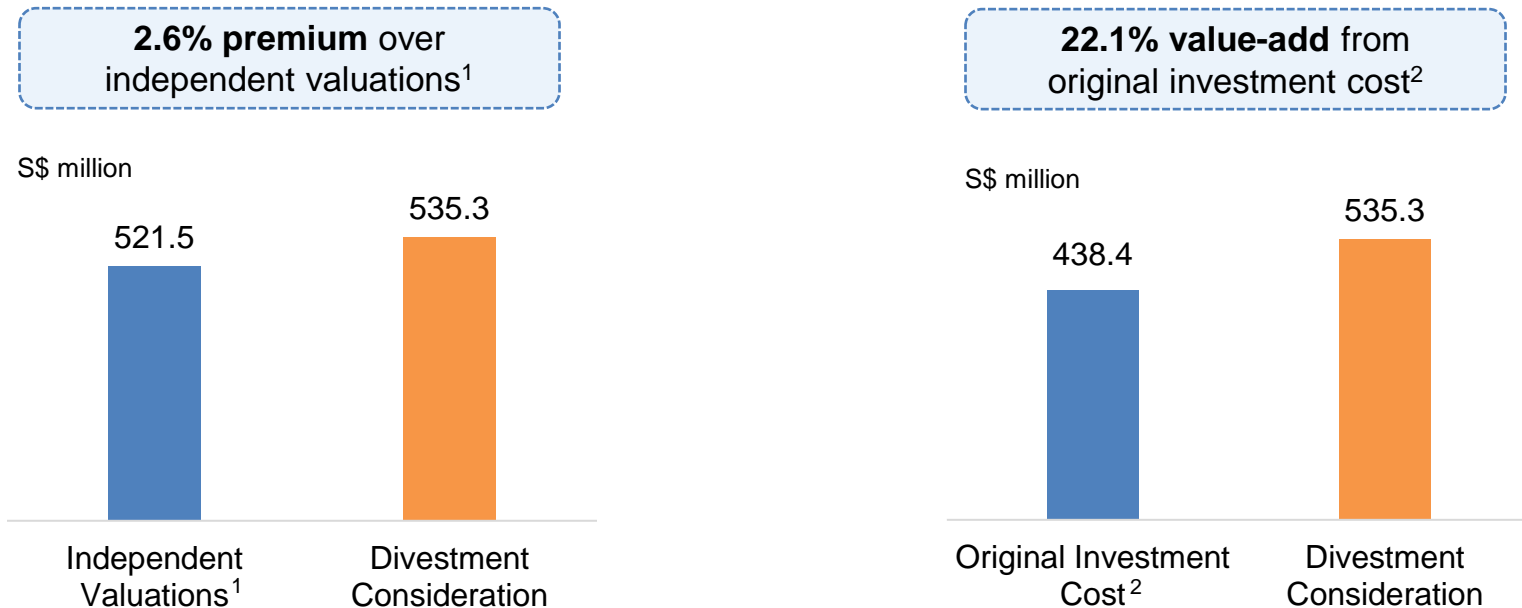 2.6% premium over
independent valuations1
S$ million
521.5
535.3
Independent
Valuations1
Divestment
Consideration
22.1% value-add from
original investment cost2
S$ million
438.4
535.3
Original Investment
Cost2
Divestment
Consideration